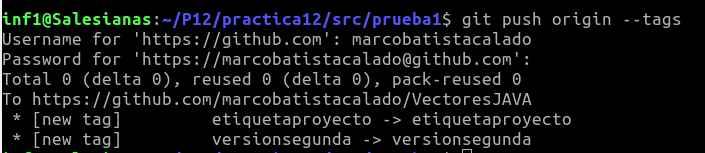 inf1@Salesianas:~/P12/practica12/src/prueba1$ git push origin --tags
Username for 'https://github.com': marcobatistacalado
Password for 'https://marcobatistacalado@github.com':
Total 0 (delta 0), reused 0 (delta 0), pack-reused 0
To https://github.com/marcobatistacalado/VectoresJAVA
 * [new tag]         etiquetaproyecto -> etiquetaproyecto
 * [new tag]         versionsegunda -> versionsegunda